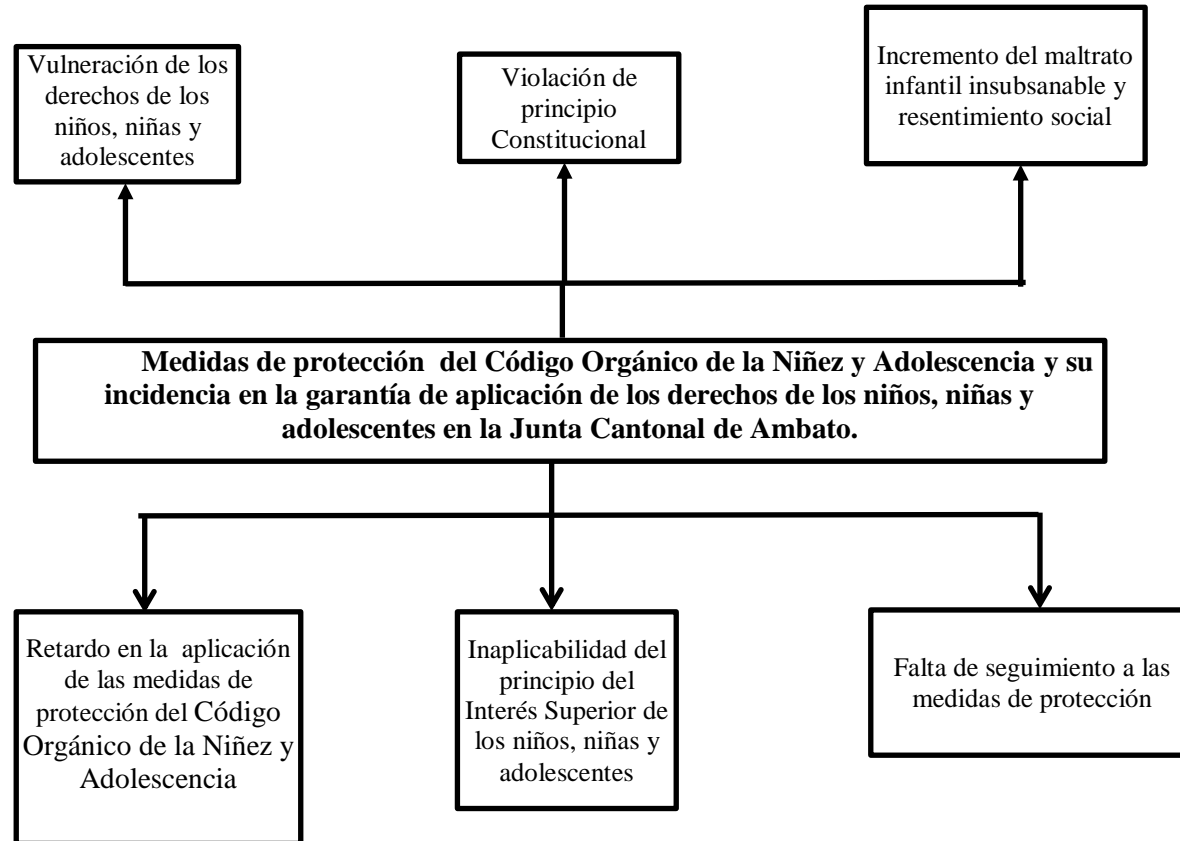 Vulneración de los
derechos de los
niños, niñas y
adolescentes
Violación de
principio
Constitucional
Incremento del maltrato
infantil insubsanable y
resentimiento social
Medidas de protección del Código Orgánico de la Niñez y Adolescencia y su
incidencia en la garantía de aplicación de los derechos de los niños, niñas y
adolescentes en la Junta Cantonal de Ambato.
Retardo en la aplicación
de las medidas de
protección del Código
Orgánico de la Niñez y
Adolescencia
Inaplicabilidad del
principio del
Interés Superior de
los niños, niñas y
adolescentes
Falta de seguimiento a las
medidas de protección